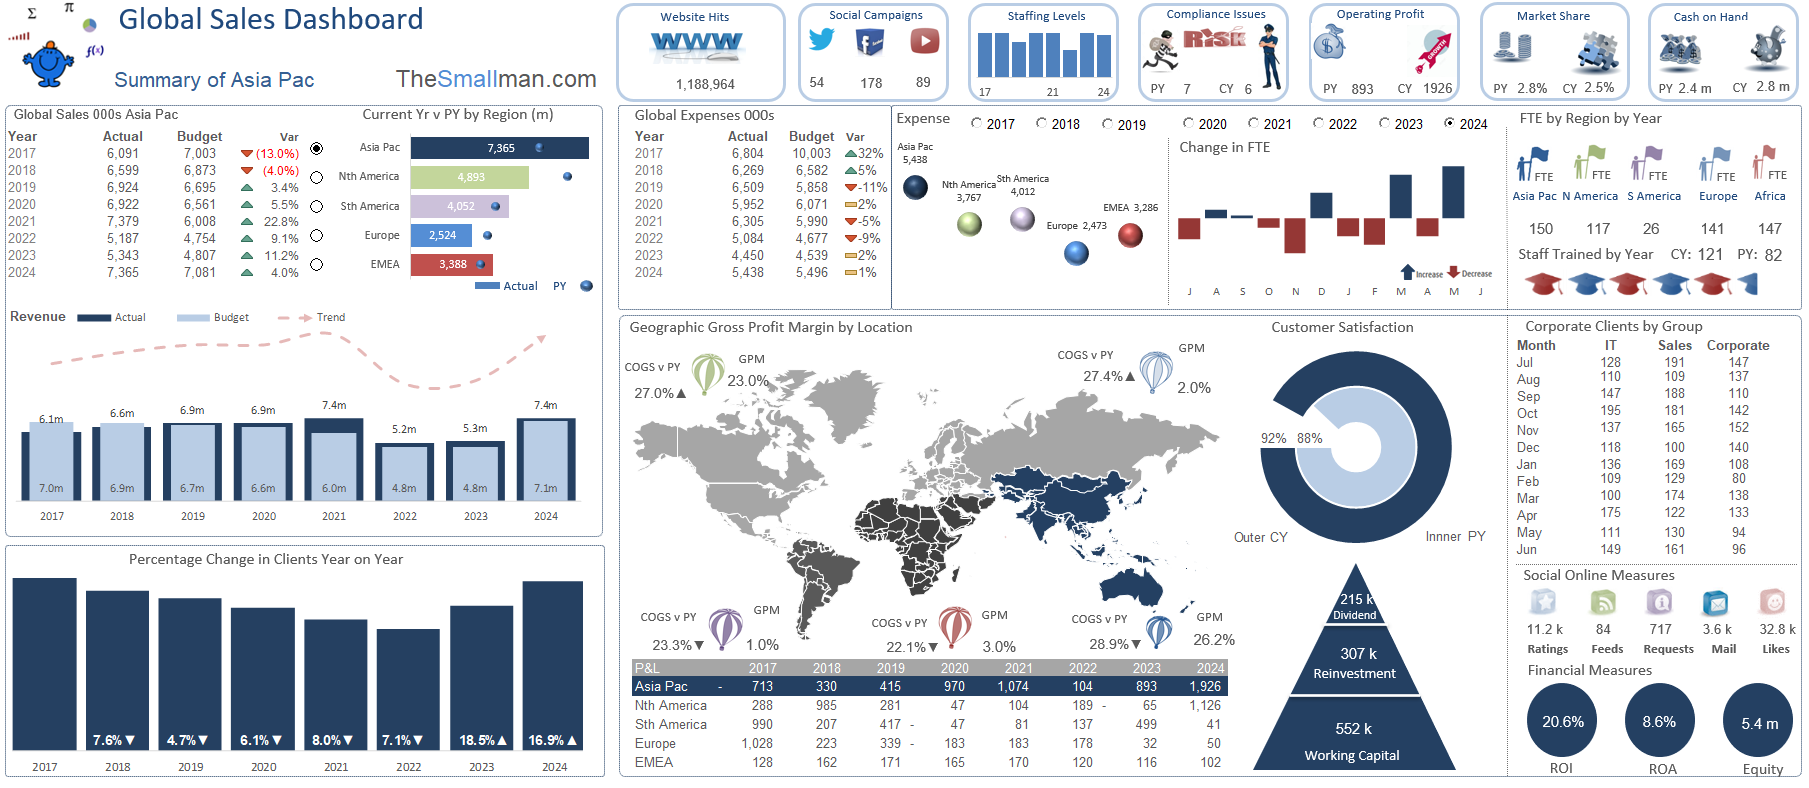 Σ π
f(x)
Global Sales Dashboard
Summary of Asia Pac
TheSmallman.com
Website Hits
WWW
1,188,964
Social Campaigns
54 178 89
Staffing Levels
17 21 24
Compliance Issues
RISK
PY 7 CY 6
Operating Profit
GROWTH
PY 893 CY 1926
Market Share
PY 2.8% CY 2.5%
Cash on Hand
PY 2.4 m CY 2.8 m
Global Sales 000s Asia Pac
Year Actual Budget Var
2017 6,091 7,003 (13.0%)
2018 6,599 6,873 (4.0%)
2019 6,924 6,695 3.4%
2020 6,922 6,561 5.5%
2021 7,379 6,008 22.8%
2022 5,187 4,754 9.1%
2023 5,343 4,807 11.2%
2024 7,365 7,081 4.0%
Current Yr v PY by Region (m)
Asia Pac 7,365
Nth America 4,893
Sth America 4,052
Europe 2,524
EMEA 3,388
Actual PY
Revenue Actual Budget Trend
6.1m 6.6m 6.9m 6.9m 7.4m 5.2m 5.3m 7.4m
7.0m 6.9m 6.7m 6.6m 6.0m 4.8m 4.8m 7.1m
2017 2018 2019 2020 2021 2022 2023 2024
Percentage Change in Clients Year on Year
7.6%▼ 4.7%▼ 6.1%▼ 8.0%▼ 7.1%▼ 18.5%▲ 16.9%▲
2017 2018 2019 2020 2021 2022 2023 2024
Global Expenses 000s
Year Actual Budget Var
2017 6,804 10,003 32%
2018 6,269 6,582 5%
2019 6,509 5,858 -11%
2020 5,952 6,071 2%
2021 6,305 5,990 -5%
2022 5,084 4,677 -9%
2023 4,450 4,539 2%
2024 5,438 5,496 1%
Expense 2017 2018 2019 2020 2021 2022 2023 2024
Asia Pac
5,438
Nth America
3,767
Sth America
4,012
Europe 2,473
EMEA 3,286
Change in FTE
Increase Decrease
J A S O N D J F M A M J
FTE by Region by Year
FTE FTE FTE FTE FTE
Asia Pac N America S America Europe Africa
150 117 26 141 147
Staff Trained by Year CY: 121 PY: 82
Geographic Gross Profit Margin by Location
COGS v PY GPM
27.0%▲ 23.0%
COGS v PY GPM
27.4%▲ 2.0%
COGS v PY GPM
23.3%▼ 1.0%
COGS v PY GPM
22.1%▼ 3.0%
COGS v PY GPM
28.9%▼ 26.2%
P&L 2017 2018 2019 2020 2021 2022 2023 2024
Asia Pac - 713 330 415 970 1,074 104 893 1,926
Nth America 288 985 281 47 104 189 - 65 1,126
Sth America 990 207 417 - 47 81 137 499 41
Europe 1,028 223 339 - 183 183 178 32 50
EMEA 128 162 171 165 170 120 116 102
Customer Satisfaction
92% 88%
Outer CY Innner PY
215 k
Dividend
307 k
Reinvestment
552 k
Working Capital
Corporate Clients by Group
Month IT Sales Corporate
Jul 128 191 147
Aug 110 109 137
Sep 147 188 110
Oct 195 181 142
Nov 137 165 152
Dec 118 100 140
Jan 136 169 108
Feb 109 129 80
Mar 100 174 138
Apr 175 122 133
May 111 130 94
Jun 149 161 96
Social Online Measures
11.2 k 84 717 3.6 k 32.8 k
Ratings Feeds Requests Mail Likes
Financial Measures
20.6% 8.6% 5.4 m
ROI ROA Equity